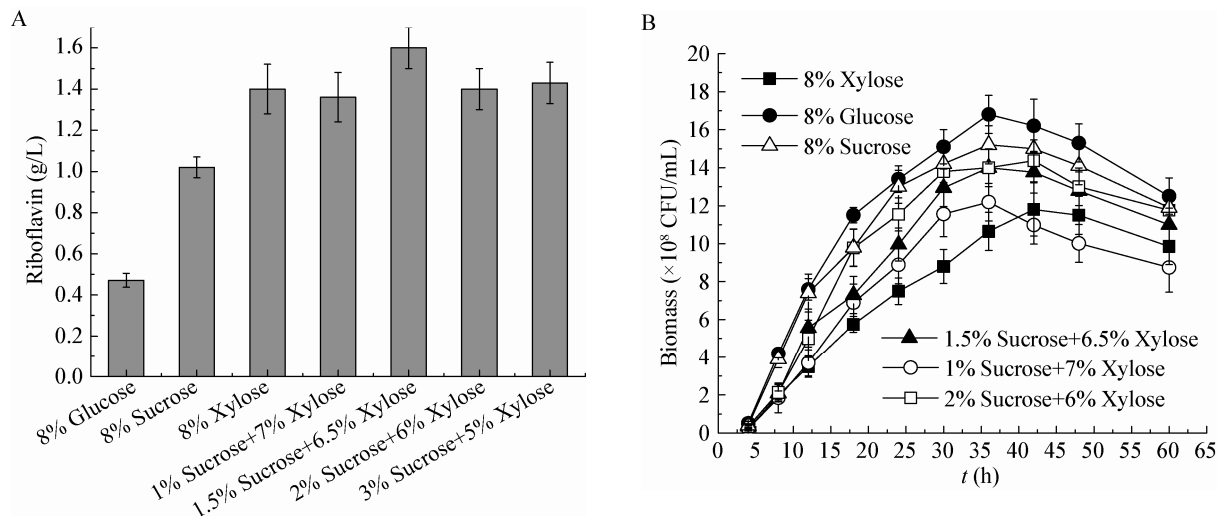 A
Riboflavin (g/L)
1.6
1.4
1.2
1.0
0.8
0.6
0.4
0.2
0.0
8% Glucose
8% Sucrose
8% Xylose
1% Sucrose+7% Xylose
1.5% Sucrose+6.5% Xylose
2% Sucrose+6% Xylose
3% Sucrose+5% Xylose
B
Biomass (×10⁸ CFU/mL)
20
18
16
14
12
10
8
6
4
2
0
8% Xylose
8% Glucose
8% Sucrose
1.5% Sucrose+6.5% Xylose
1% Sucrose+7% Xylose
2% Sucrose+6% Xylose
0 5 10 15 20 25 30 35 40 45 50 55 60 65
t (h)